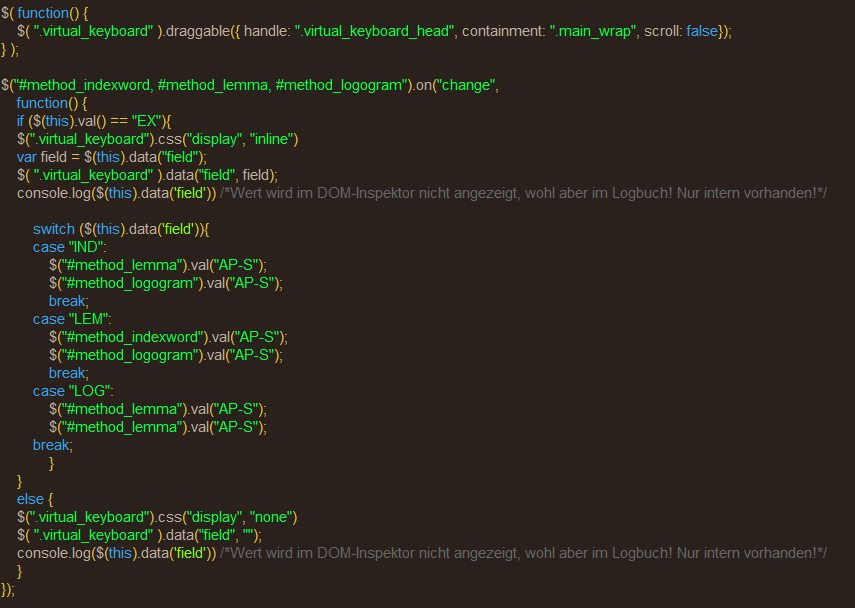 $( function() {
    $( ".virtual_keyboard" ).draggable({ handle: ".virtual_keyboard_head", containment: ".main_wrap", scroll: false});
} );

$("#method_indexword, #method_lemma, #method_logogram").on("change",
    function() {
    if ($(this).val() == "EX"){
    $(".virtual_keyboard").css("display", "inline")
    var field = $(this).data("field");
    $( ".virtual_keyboard" ).data("field", field);
    console.log($(this).data('field')) /*Wert wird im DOM-Inspektor nicht angezeigt, wohl aber im Logbuch! Nur intern vorhanden!*/

        switch ($(this).data('field')){
        case "IND":
            $("#method_lemma").val("AP-S");
            $("#method_logogram").val("AP-S");
            break;
        case "LEM":
            $("#method_indexword").val("AP-S");
            $("#method_logogram").val("AP-S");
            break;
        case "LOG":
            $("#method_lemma").val("AP-S");
            $("#method_lemma").val("AP-S");
        break;
            }
    }
    else {
    $(".virtual_keyboard").css("display", "none")
    $( ".virtual_keyboard" ).data("field", "");
    console.log($(this).data('field')) /*Wert wird im DOM-Inspektor nicht angezeigt, wohl aber im Logbuch! Nur intern vorhanden!*/
    }
});